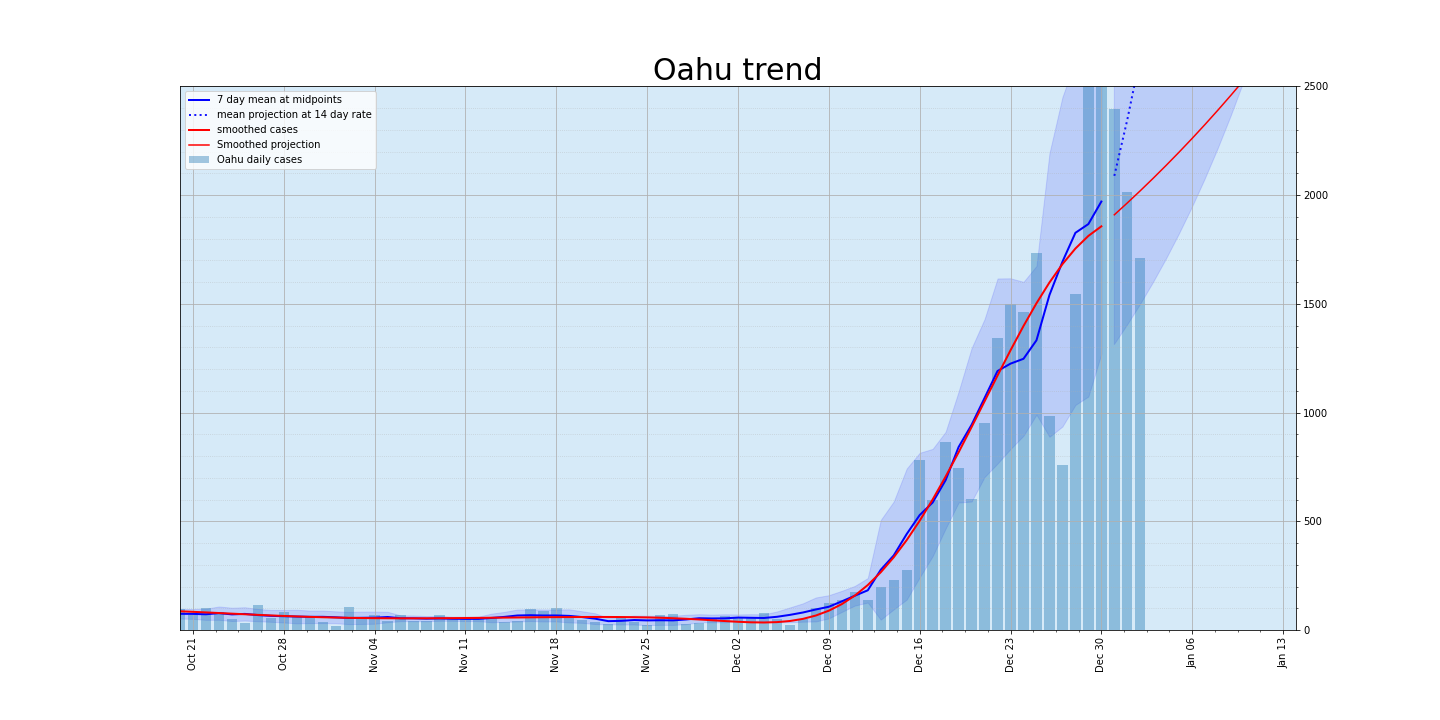 Oahu trend
7 day mean at midpoints
mean projection at 14 day rate
smoothed cases
Smoothed projection
Oahu daily cases
2500
2000
1500
1000
500
0
Oct 21
Oct 28
Nov 04
Nov 11
Nov 18
Nov 25
Dec 02
Dec 09
Dec 16
Dec 23
Dec 30
Jan 06
Jan 13